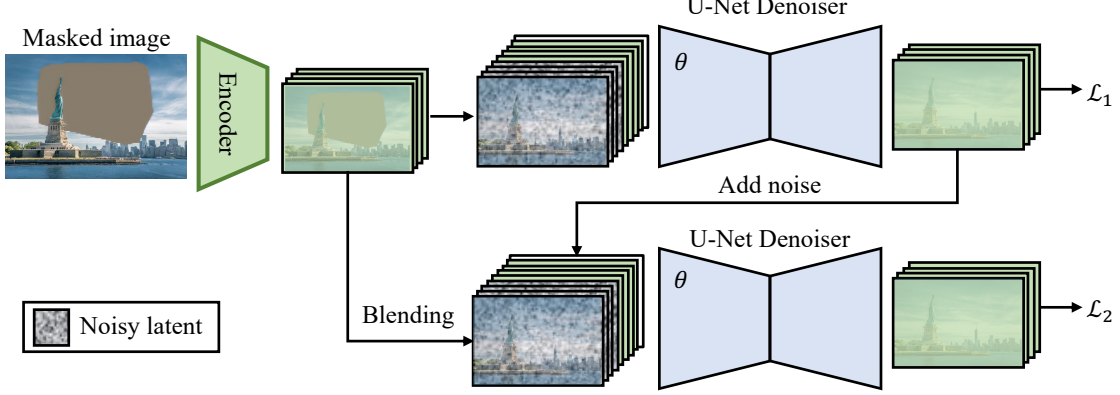 U-Net Denoiser
Masked image
Encoder
θ
ℒ₁
Add noise
U-Net Denoiser
θ
Blending
ℒ₂
Noisy latent